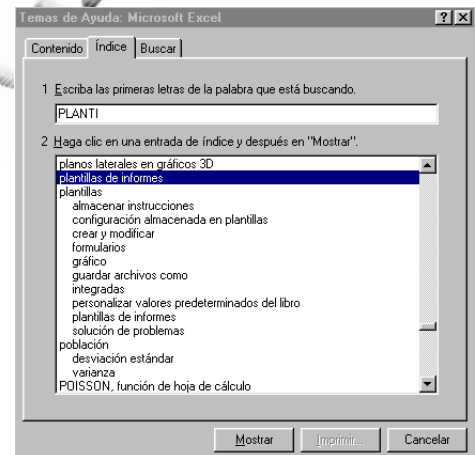 Temas de Ayuda: Microsoft Excel
Contenido Índice Buscar
1 Escriba las primeras letras de la palabra que está buscando.
PLANTI
2 Haga clic en una entrada de índice y después en "Mostrar".
planos laterales en gráficos 3D
plantillas de informes
plantillas
almacenar instrucciones
configuración almacenada en plantillas
crear y modificar
formularios
gráfico
guardar archivos como
integradas
personalizar valores predeterminados del libro
plantillas de informes
solución de problemas
población
desviación estándar
varianza
POISSON, función de hoja de cálculo
Mostrar Imprimir... Cancelar